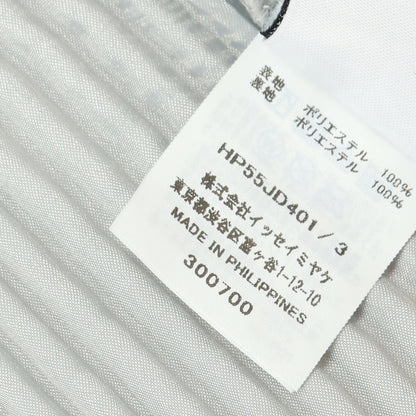 表地 ポリエステル 100%
裏地 ポリエステル 100%
HP55JD401 / 3
株式会社イッセイミヤケ
東京都渋谷区富ケ谷1-12-10
MADE IN PHILIPPINES
300700